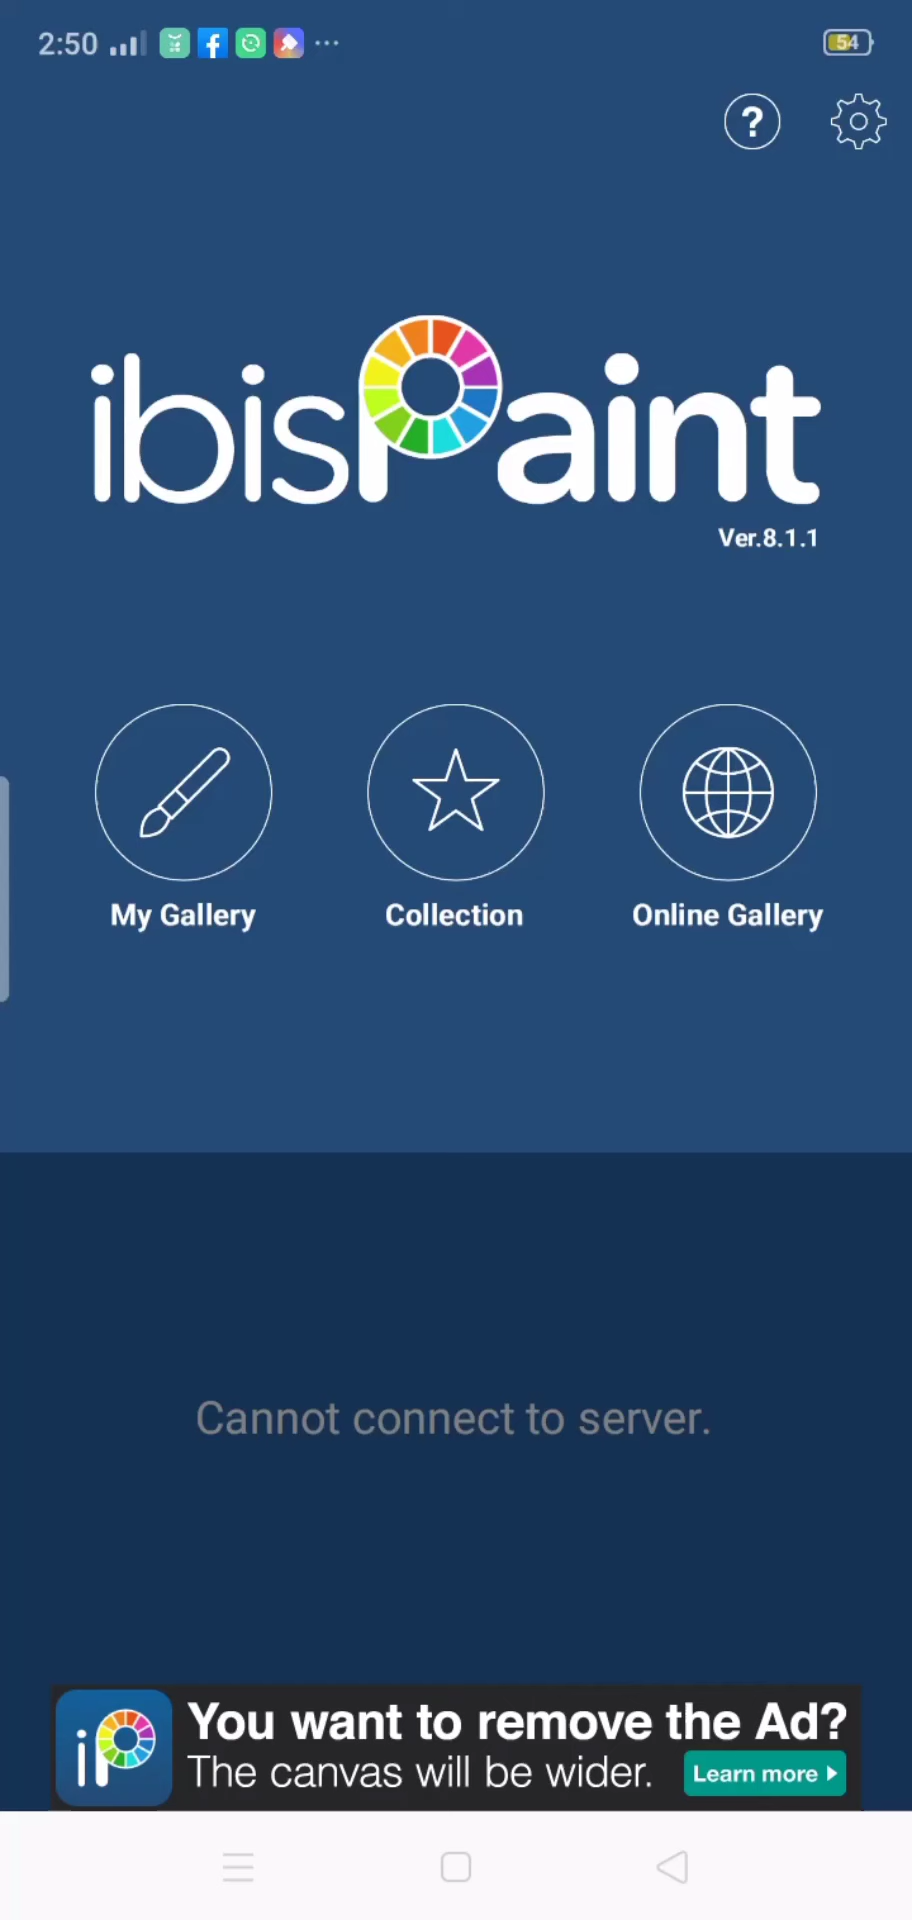 2:50
54
?
ibisPaint
Ver.8.1.1
My Gallery
Collection
Online Gallery
Cannot connect to server.
iP
You want to remove the Ad?
The canvas will be wider.
Learn more